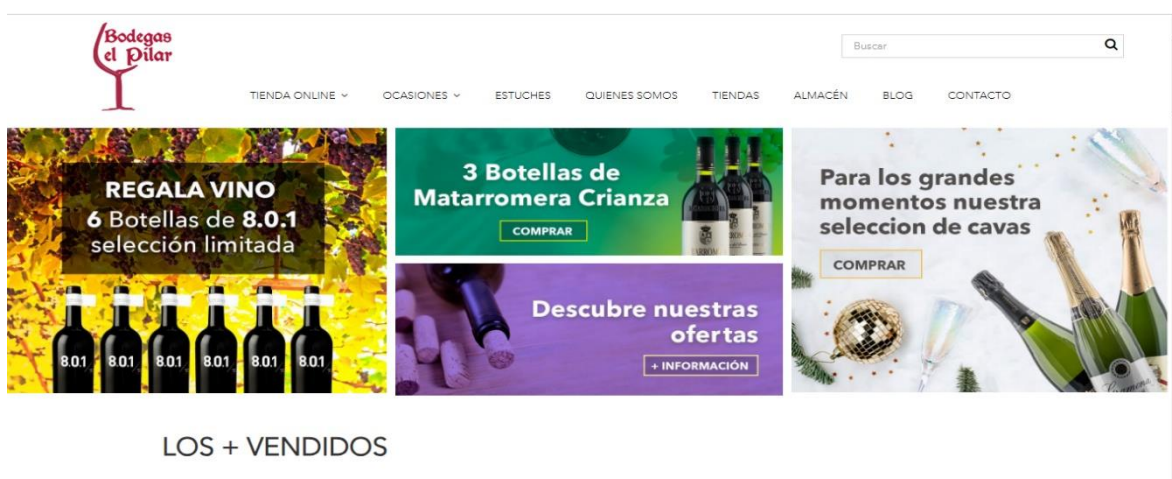 Bodegas
el Pilar
Buscar
TIENDA ONLINE
OCASIONES
ESTUCHES
QUIENES SOMOS
TIENDAS
ALMACÉN
BLOG
CONTACTO
REGALA VINO
6 Botellas de 8.0.1
selección limitada
8.0.1 8.0.1 8.0.1 8.0.1 8.0.1 8.0.1
3 Botellas de
Matarromera Crianza
COMPRAR
Descubre nuestras
ofertas
+ INFORMACIÓN
Para los grandes
momentos nuestra
seleccion de cavas
COMPRAR
LOS + VENDIDOS